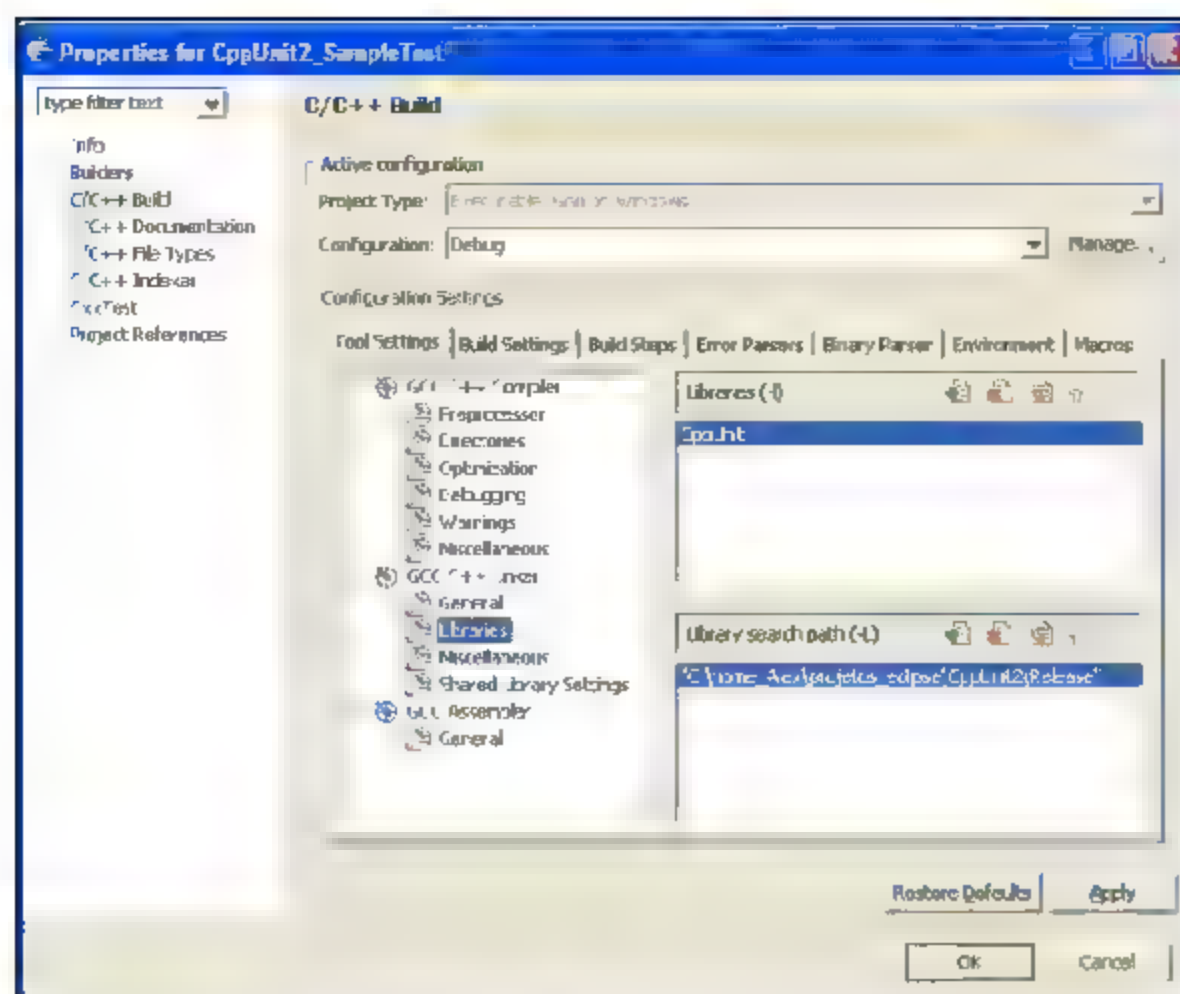 Properties for CppUnit2_SampleTest
type filter text
Info
Builders
C/C++ Build
C/C++ Documentation
C/C++ File Types
C/C++ Indexer
CxxTest
Project References
C/C++ Build
Active configuration
Project Type:
Configuration: Debug Manage...
Configuration Settings
Tool Settings Build Settings Build Steps Error Parsers Binary Parser Environment Macros
GCC C++ Compiler
Preprocessor
Directories
Optimization
Debugging
Warnings
Miscellaneous
GCC C++ Linker
General
Libraries
Miscellaneous
Shared Library Settings
GCC Assembler
General
Libraries (-l)
CppUnit
Library search path (-L)
Restore Defaults Apply
OK Cancel